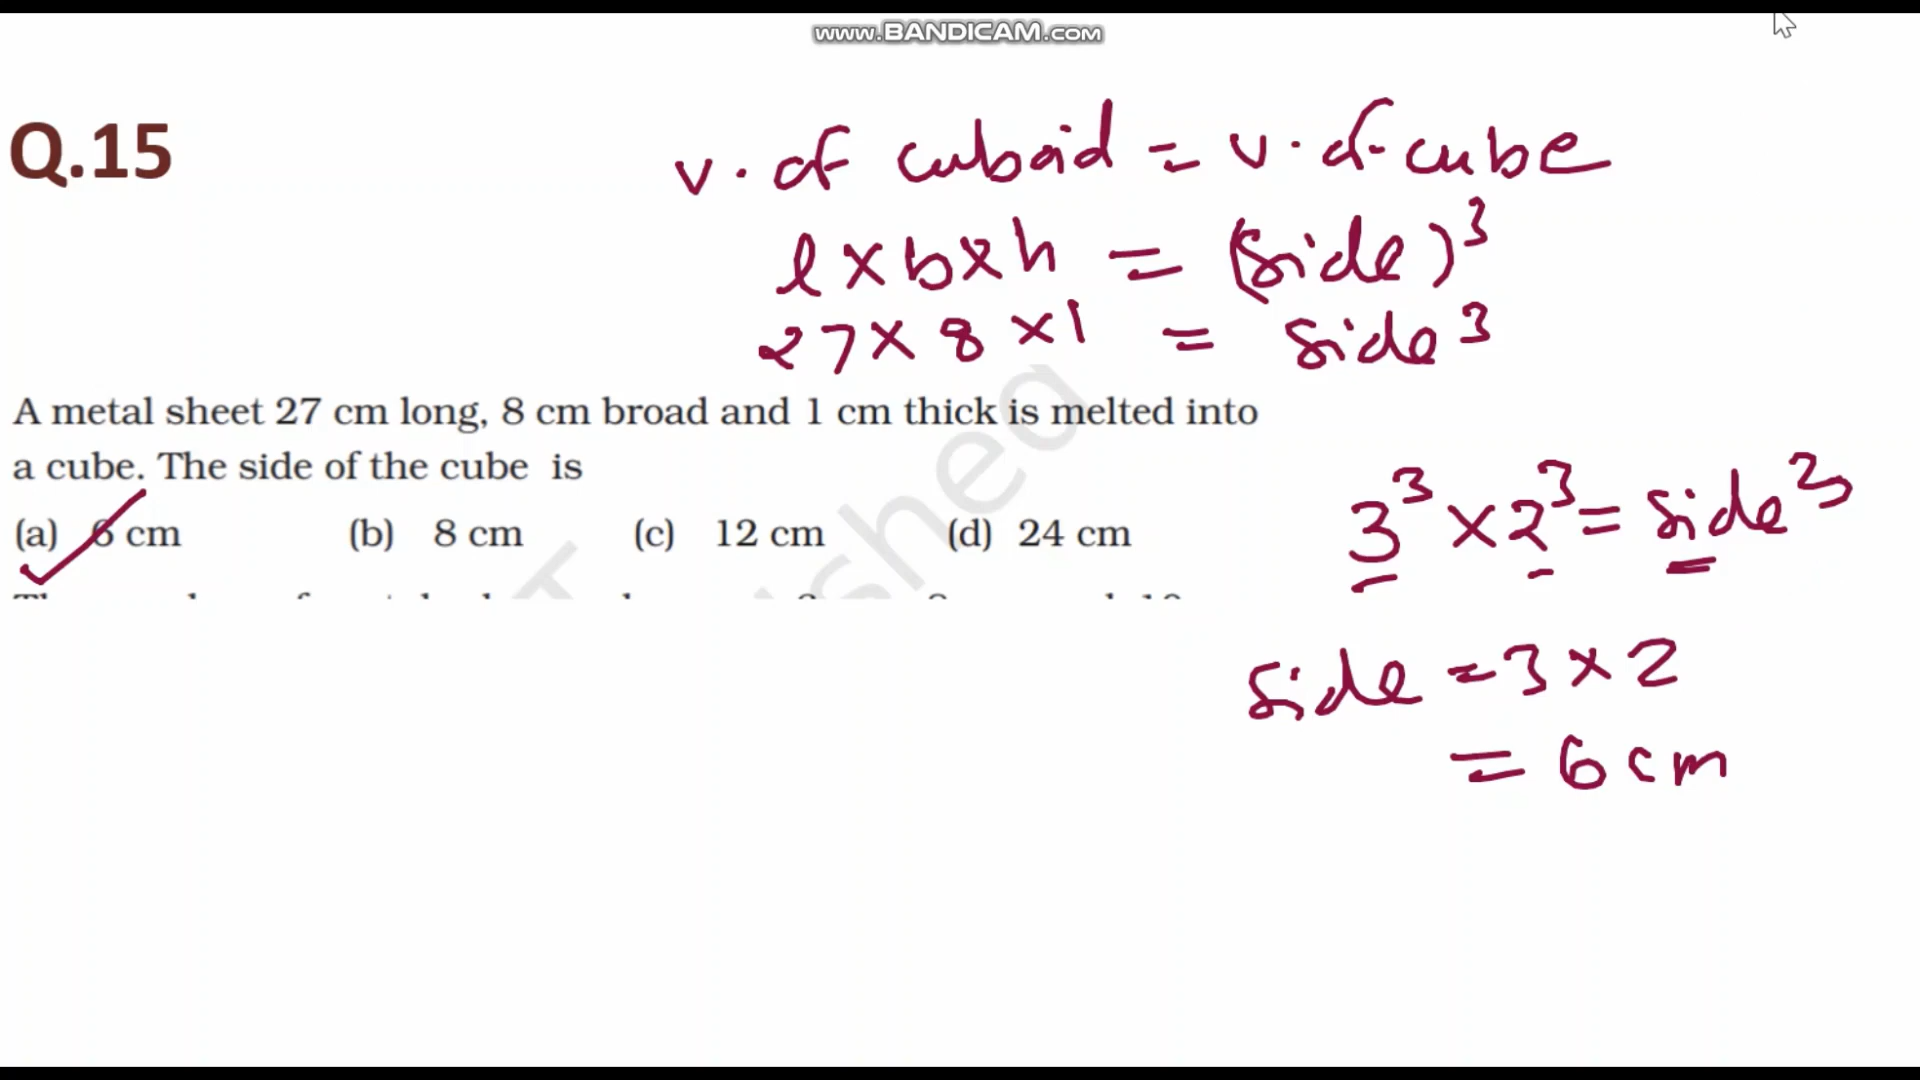 www.BANDICAM.com
Q.15
v. of cuboid = v. of cube
l × b × h = (side)³
27 × 8 × 1 = side³
A metal sheet 27 cm long, 8 cm broad and 1 cm thick is melted into
a cube. The side of the cube is
(a) 6 cm (b) 8 cm (c) 12 cm (d) 24 cm
3³ × 2³ = side³
side = 3 × 2
= 6 cm